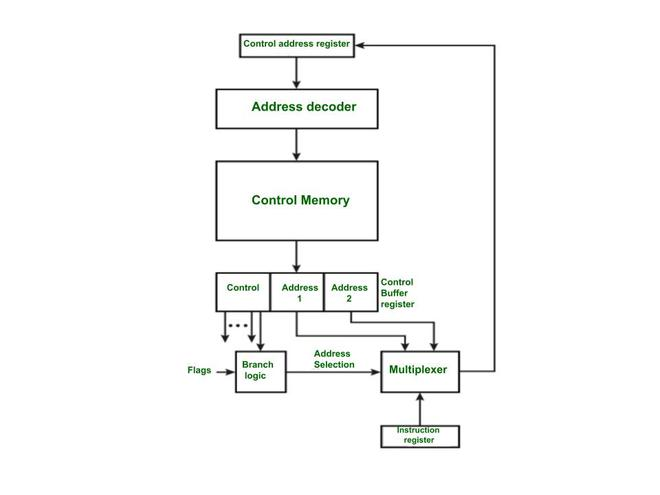 Control address register
Address decoder
Control Memory
Control
Address
1
Address
2
Control
Buffer
register
Flags
Branch
logic
Address
Selection
Multiplexer
Instruction
register